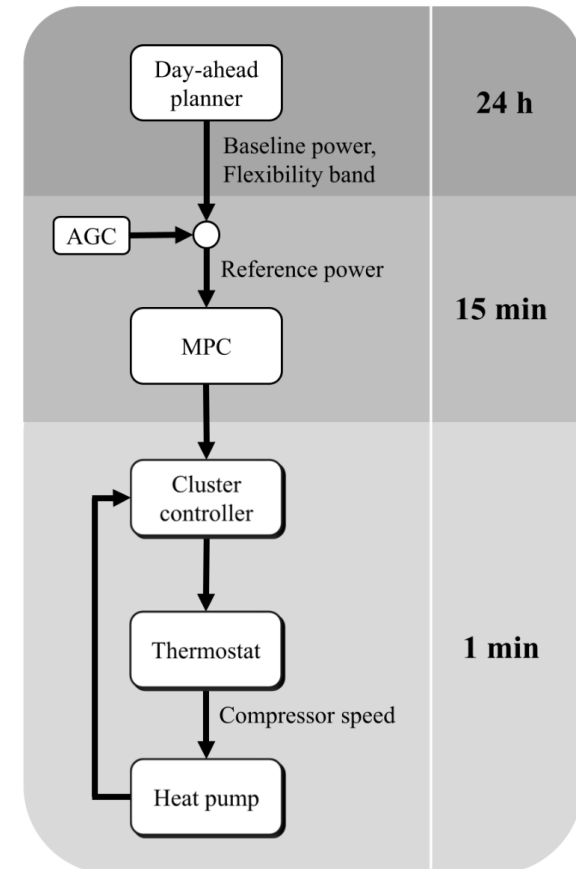 Day-ahead
planner
24 h
Baseline power,
Flexibility band
AGC
Reference power
15 min
MPC
Cluster
controller
Thermostat
1 min
Compressor speed
Heat pump